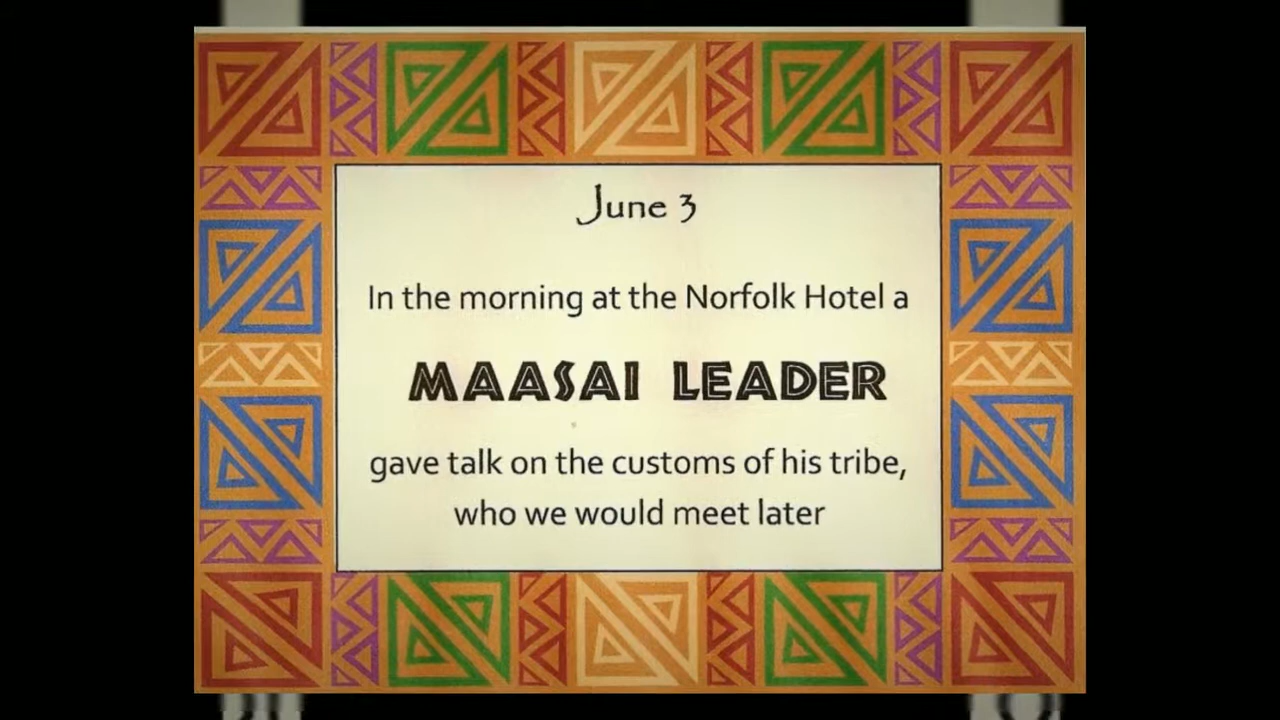 June 3
In the morning at the Norfolk Hotel a
MAASAI LEADER
gave talk on the customs of his tribe,
who we would meet later